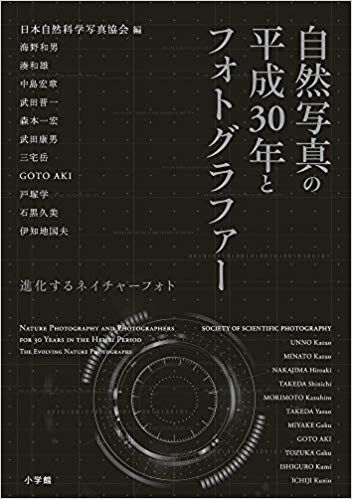 自然写真の
平成30年と
フォトグラファー
日本自然科学写真協会 編
海野和男
湊和雄
中島宏章
武田晋一
森本一宏
武田康男
三宅岳
GOTO AKI
戸塚学
石黒久美
伊知地国夫
進化するネイチャーフォト
NATURE PHOTOGRAPHY AND PHOTOGRAPHERS
FOR 30 YEARS IN THE HEISEI PERIOD
THE EVOLVING NATURE PHOTOGRAPHS
SOCIETY OF SCIENTIFIC PHOTOGRAPHY
UNNO Kazuo
MINATO Kazuo
NAKAJIMA Hiroaki
TAKEDA Shinichi
MORIMOTO Kazuhiro
TAKEDA Yasuo
MIYAKE Gaku
GOTO AKI
TOZUKA Gaku
ISHIGURO Kumi
ICHIJI Kunio
小学館